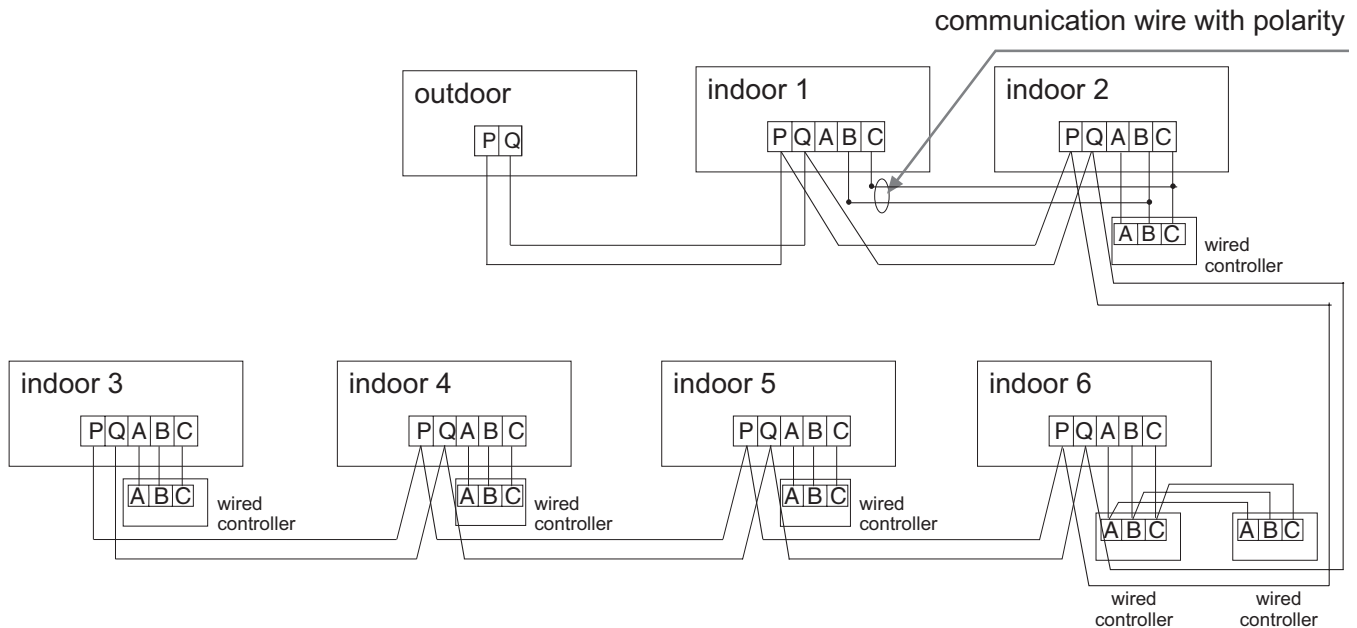 communication wire with polarity
outdoor
P Q
indoor 1
P Q A B C
indoor 2
P Q A B C
A B C
wired
controller
indoor 3
P Q A B C
A B C
wired
controller
indoor 4
P Q A B C
A B C
wired
controller
indoor 5
P Q A B C
A B C
wired
controller
indoor 6
P Q A B C
A B C
wired
controller
A B C
wired
controller